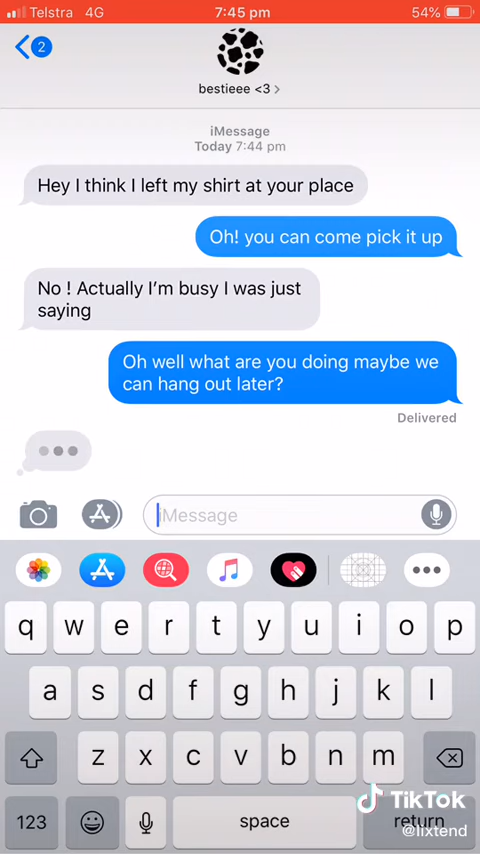 Telstra 4G 7:45 pm 54%
2
bestieee <3 >
iMessage
Today 7:44 pm
Hey I think I left my shirt at your place
Oh! you can come pick it up
No ! Actually I'm busy I was just
saying
Oh well what are you doing maybe we
can hang out later?
Delivered
iMessage
q w e r t y u i o p
a s d f g h j k l
z x c v b n m
TikTok
123 space return
@lixtend